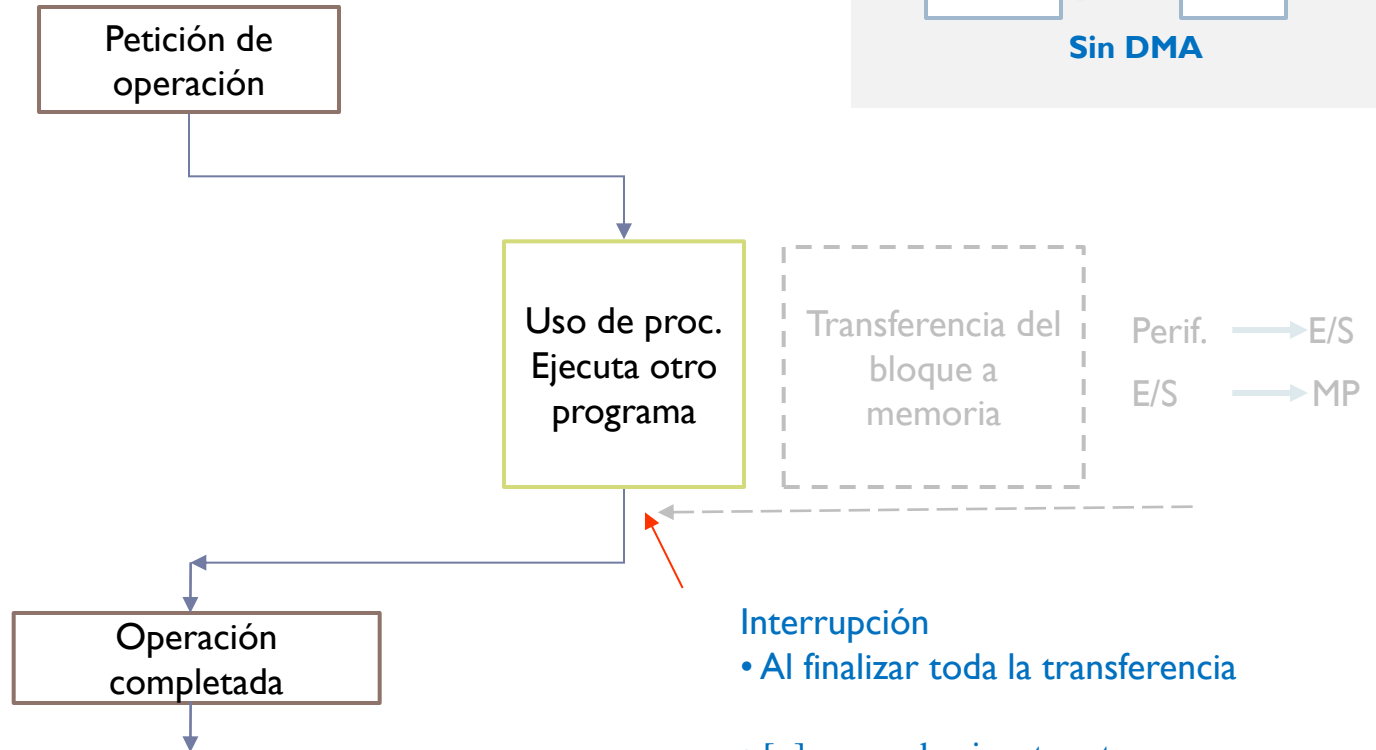 Petición de
operación
Sin DMA
Uso de proc.
Ejecuta otro
programa
Transferencia del
bloque a
memoria
Perif.
E/S
E/S
MP
Interrupción
• Al finalizar toda la transferencia
Operación
completada